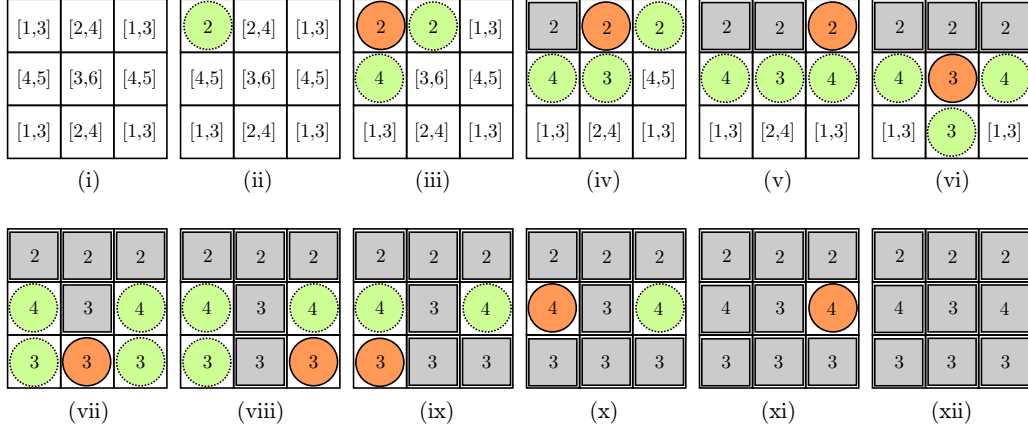 [1,3] [2,4] [1,3] 2 [2,4] [1,3] 2 2 [1,3] 2 2 2 2 2 2 2 2 2
[4,5] [3,6] [4,5] [4,5] [3,6] [4,5] 4 [3,6] [4,5] 4 3 [4,5] 4 3 4 4 3 4
[1,3] [2,4] [1,3] [1,3] [2,4] [1,3] [1,3] [2,4] [1,3] [1,3] [2,4] [1,3] [1,3] [2,4] [1,3] [1,3] 3 [1,3]
(i) (ii) (iii) (iv) (v) (vi)
2 2 2 2 2 2 2 2 2 2 2 2 2 2 2 2 2 2
4 3 4 4 3 4 4 3 4 4 3 4 4 3 4 4 3 4
3 3 3 3 3 3 3 3 3 3 3 3 3 3 3 3 3 3
(vii) (viii) (ix) (x) (xi) (xii)